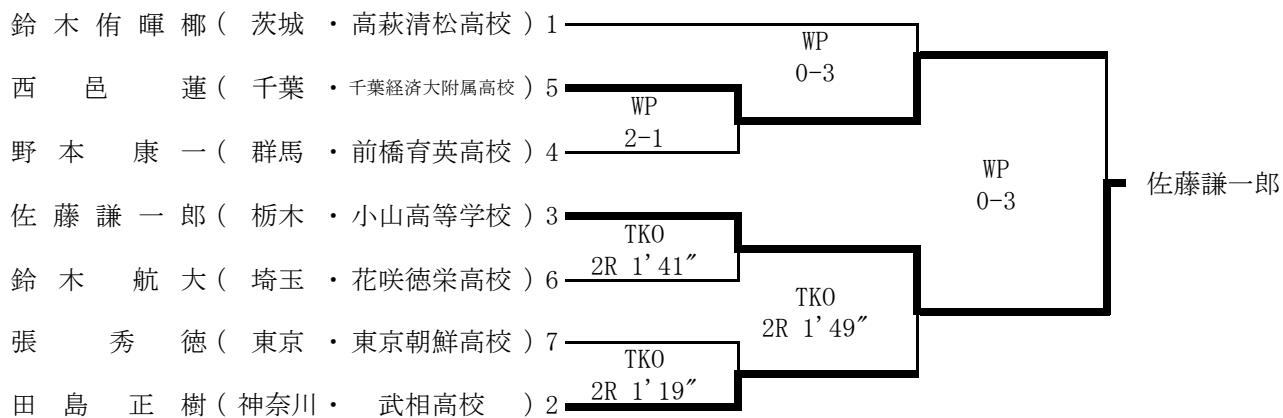 鈴木侑暉椰(茨城・高萩清松高校)1
WP
0-3
西邑蓮(千葉・千葉経済大附属高校)5
WP
2-1
野本康一(群馬・前橋育英高校)4
WP
0-3
佐藤謙一郎
佐藤謙一郎(栃木・小山高等学校)3
TKO
2R 1'41″
鈴木航大(埼玉・花咲徳栄高校)6
TKO
2R 1'49″
張秀徳(東京・東京朝鮮高校)7
TKO
2R 1'19″
田島正樹(神奈川・武相高校)2